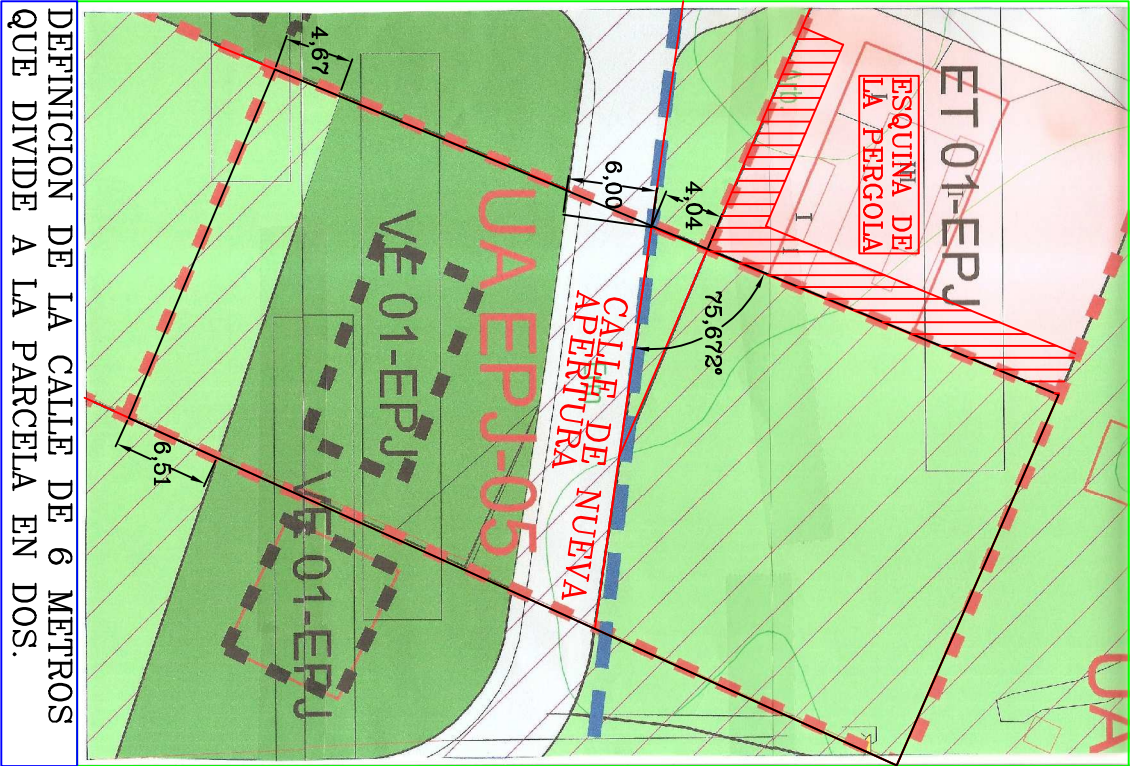 DEFINICION DE LA CALLE DE 6 METROS
QUE DIVIDE A LA PARCELA EN DOS.
ET 01-EPJ
ESQUINA DE
LA PERGOLA
I
I
4,67
6,00
4,04
75,672°
6,51
UA EPJ-05
VE 01-EPJ
VE 01-EPJ
CALLE DE NUEVA
APERTURA
UA